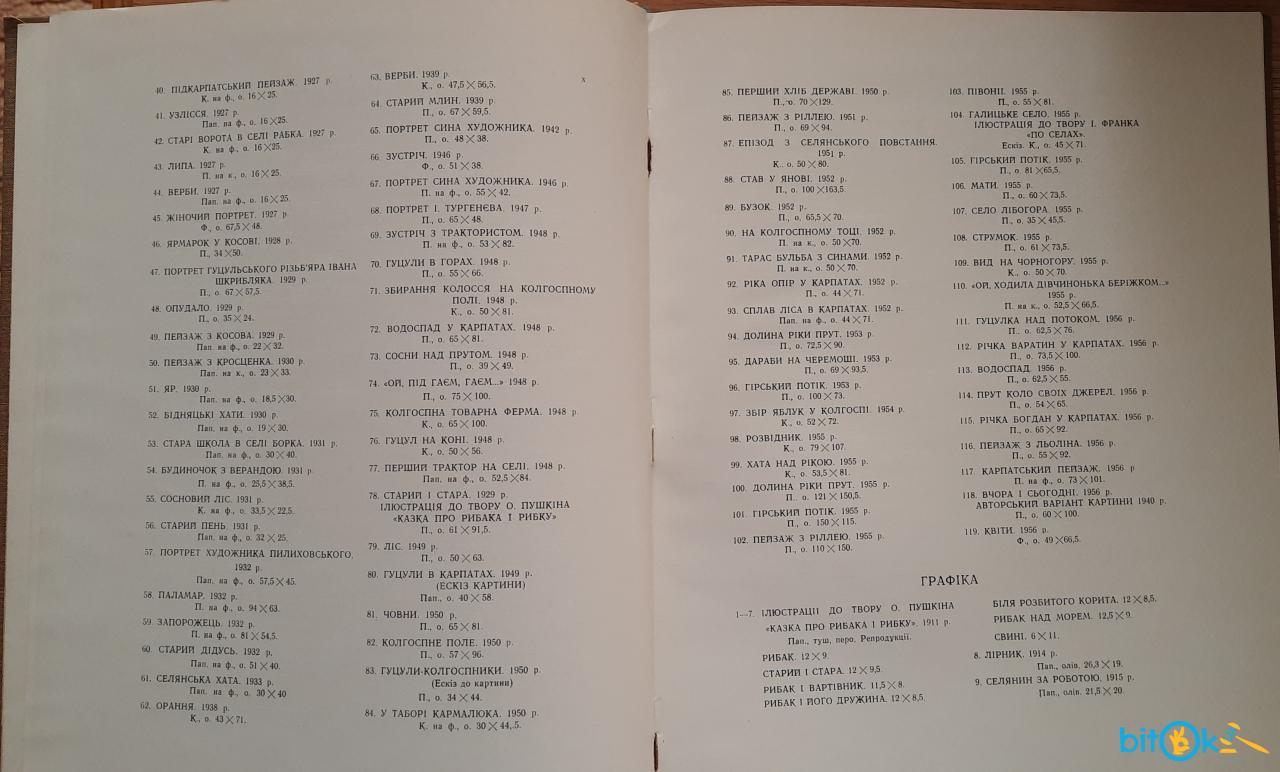 40. ПІДКАРПАТСЬКИЙ ПЕЙЗАЖ. 1927 р.
К. на ф., о. 16×25.
41. УЗЛІССЯ. 1927 р.
Пап. на ф., о. 16×25.
42. СТАРІ ВОРОТА В СЕЛІ РАБКА. 1927 р.
К. на ф., о. 16×25.
43. ЛИПА. 1927 р.
П. на к., о. 16×25.
44. ВЕРБИ. 1927 р.
Пап. на ф., о. 16×25.
45. ЖІНОЧИЙ ПОРТРЕТ. 1927 р.
Ф., о. 67,5×48.
46. ЯРМАРОК У КОСОВІ. 1928 р.
П., 34×50.
47. ПОРТРЕТ ГУЦУЛЬСЬКОГО РІЗЬБ'ЯРА ІВАНА
ШКРИБЛЯКА. 1929 р.
П., о. 67×57,5.
48. ОПУДАЛО. 1929 р.
П., о. 35×24.
49. ПЕЙЗАЖ З КОСОВА. 1929 р.
Пап. на ф., о. 22×32.
50. ПЕЙЗАЖ З КРОСЦЕНКА. 1930 р.
Пап. на к., о. 23×33.
51. ЯР. 1930 р.
Пап. на ф., о. 18,5×30.
52. БІДНЯЦЬКІ ХАТИ. 1930 р.
Пап. на ф., о. 19×30.
53. СТАРА ШКОЛА В СЕЛІ БОРКА. 1931 р.
Пап. на ф., о. 30×40.
54. БУДИНОЧОК З ВЕРАНДОЮ. 1931 р.
П. на ф., о. 25,5×38,5.
55. СОСНОВИЙ ЛІС. 1931 р.
К. на ф., о. 33,5×22,5.
56. СТАРИЙ ПЕНЬ. 1931 р.
Пап. на ф., о. 32×25.
57. ПОРТРЕТ ХУДОЖНИКА ПИЛИХОВСЬКОГО.
1932 р.
Пап. на ф., о. 57,5×45.
58. ПАЛАМАР. 1932 р.
П. на ф., о. 94×63.
59. ЗАПОРОЖЕЦЬ. 1932 р.
П. на ф., о. 81×54,5.
60. СТАРИЙ ДІДУСЬ. 1932 р.
Пап. на ф., о. 51×40.
61. СЕЛЯНСЬКА ХАТА. 1933 р.
Пап. на ф., о. 30×40
62. ОРАННЯ. 1938 р.
К., о. 43×71.
63. ВЕРБИ. 1939 р.
К., о. 47,5×56,5.
64. СТАРИЙ МЛИН. 1939 р.
П., о. 67×59,5.
65. ПОРТРЕТ СИНА ХУДОЖНИКА. 1942 р.
П., о. 48×38.
66. ЗУСТРІЧ. 1946 р.
Ф., о. 51×38.
67. ПОРТРЕТ СИНА ХУДОЖНИКА. 1946 р.
П. на ф., о. 55×42.
68. ПОРТРЕТ І. ТУРГЕНЄВА. 1947 р.
П., о. 65×48.
69. ЗУСТРІЧ З ТРАКТОРИСТОМ. 1948 р.
П. на ф., о. 53×82.
70. ГУЦУЛИ В ГОРАХ. 1948 р.
П., о. 55×66.
71. ЗБИРАННЯ КОЛОССЯ НА КОЛГОСПНОМУ
ПОЛІ. 1948 р.
К., о. 50×81.
72. ВОДОСПАД У КАРПАТАХ. 1948 р.
П., о. 65×81.
73. СОСНИ НАД ПРУТОМ. 1948 р.
П., о. 39×49.
74. «ОЙ, ПІД ГАЄМ, ГАЄМ...» 1948 р.
П., о. 75×100.
75. КОЛГОСПНА ТОВАРНА ФЕРМА. 1948 р.
К., о. 65×100.
76. ГУЦУЛ НА КОНІ. 1948 р.
К., о. 50×56.
77. ПЕРШИЙ ТРАКТОР НА СЕЛІ. 1948 р.
Пап. на ф., о. 52,5×84.
78. СТАРИЙ І СТАРА. 1929 р.
ІЛЮСТРАЦІЯ ДО ТВОРУ О. ПУШКІНА
«КАЗКА ПРО РИБАКА І РИБКУ»
П., о. 61×91,5.
79. ЛІС. 1949 р.
П., о. 50×63.
80. ГУЦУЛИ В КАРПАТАХ. 1949 р.
(ЕСКІЗ КАРТИНИ)
Пап., о. 40×58.
81. ЧОВНИ. 1950 р.
П., о. 65×81.
82. КОЛГОСПНЕ ПОЛЕ. 1950 р.
П., о. 57×96.
83. ГУЦУЛИ-КОЛГОСПНИКИ. 1950 р.
(Ескіз до картини)
П., о. 34×44.
84. У ТАБОРІ КАРМАЛЮКА. 1950 р.
К. на ф., о. 30×44,.5.
х
85. ПЕРШИЙ ХЛІБ ДЕРЖАВІ. 1950 р.
П., о. 70×129.
86. ПЕЙЗАЖ З РІЛЛЕЮ. 1951 р.
П., о. 69×94.
87. ЕПІЗОД З СЕЛЯНСЬКОГО ПОВСТАННЯ.
1951 р.
К.. о. 50×80.
88. СТАВ У ЯНОВІ. 1952 р.
П., о. 100×163,5.
89. БУЗОК. 1952 р.
П., о. 65,5×70.
90. НА КОЛГОСПНОМУ ТОЦІ. 1952 р.
П. на к., о. 50×70.
91. ТАРАС БУЛЬБА З СИНАМИ. 1952 р.
П. на к., о. 50×70.
92. РІКА ОПІР У КАРПАТАХ. 1952 р.
П., о. 44×71.
93. СПЛАВ ЛІСА В КАРПАТАХ. 1952 р.
Пап. на ф., о. 44×71.
94. ДОЛИНА РІКИ ПРУТ. 1953 р.
П., о. 72,5×90.
95. ДАРАБИ НА ЧЕРЕМОШІ. 1953 р.
П., о. 69×93,5.
96. ГІРСЬКИЙ ПОТІК. 1953 р.
П., о. 100×73.
97. ЗБІР ЯБЛУК У КОЛГОСПІ. 1954 р.
К., о. 52×72.
98. РОЗВІДНИК. 1955 р.
К., о. 79×107.
99. ХАТА НАД РІКОЮ. 1955 р.
К., о. 53,5×81.
100. ДОЛИНА РІКИ ПРУТ. 1955 р.
П.. о. 121×150,5.
101. ГІРСЬКИЙ ПОТІК. 1955 р.
П., о. 150×115.
102. ПЕЙЗАЖ З РІЛЛЕЮ. 1955 р.
П., о. 110×150.
103. ПІВОНІЇ. 1955 р.
П., о. 55×81.
104. ГАЛИЦЬКЕ СЕЛО. 1955 р.
ІЛЮСТРАЦІЯ ДО ТВОРУ І. ФРАНКА
«ПО СЕЛАХ».
Ескіз. К., о. 45×71.
105. ГІРСЬКИЙ ПОТІК. 1955 р.
П., о. 81×65,5.
106. МАТИ. 1955 р.
П., о. 60×73,5.
107. СЕЛО ЛІБОГОРА. 1955 р.
П., о. 35×45,5.
108. СТРУМОК. 1955 р.
П., о. 61×73,5.
109. ВИД НА ЧОРНОГОРУ. 1955 р.
К., о. 50×70.
110. «ОЙ, ХОДИЛА ДІВЧИНОНЬКА БЕРІЖКОМ...»
1955 р.
П. на к., о. 52,5×66,5.
111. ГУЦУЛКА НАД ПОТОКОМ. 1956 р.
П.. о. 62,5×76.
112. РІЧКА ВАРАТИН У КАРПАТАХ. 1956 р.
П., о. 73,5×100.
113. ВОДОСПАД. 1956 р.
П., о. 62,5×55.
114. ПРУТ КОЛО СВОЇХ ДЖЕРЕЛ. 1956 р.
П., о. 54×65.
115. РІЧКА БОГДАН У КАРПАТАХ. 1956 р.
П., о. 65×92.
116. ПЕЙЗАЖ З ЛЬОЛІНА. 1956 р.
П., о. 55×92.
117. КАРПАТСЬКИЙ ПЕЙЗАЖ. 1956 р
П. на ф., о. 73×101.
118. ВЧОРА І СЬОГОДНІ. 1956 р.
АВТОРСЬКИЙ ВАРІАНТ КАРТИНИ 1940 р.
П., о. 60×100.
119. КВІТИ. 1956 р.
Ф., о. 49×66,5.
ГРАФІКА
1—7. ІЛЮСТРАЦІЇ ДО ТВОРУ О. ПУШКІНА
«КАЗКА ПРО РИБАКА І РИБКУ». 1911 р.
Пап., туш, перо. Репродукції.
РИБАК. 12×9.
СТАРИЙ І СТАРА. 12×9,5.
РИБАК І ВАРТІВНИК. 11,5×8.
РИБАК І ЙОГО ДРУЖИНА. 12×8,5.
БІЛЯ РОЗБИТОГО КОРИТА. 12×8,5.
РИБАК НАД МОРЕМ. 12,5×9.
СВИНІ. 6×11.
8. ЛІРНИК. 1914 р.
Пап., олів. 26,3×19.
9. СЕЛЯНИН ЗА РОБОТОЮ. 1915 р.
Пап., олів. 21,5×20.
bitok